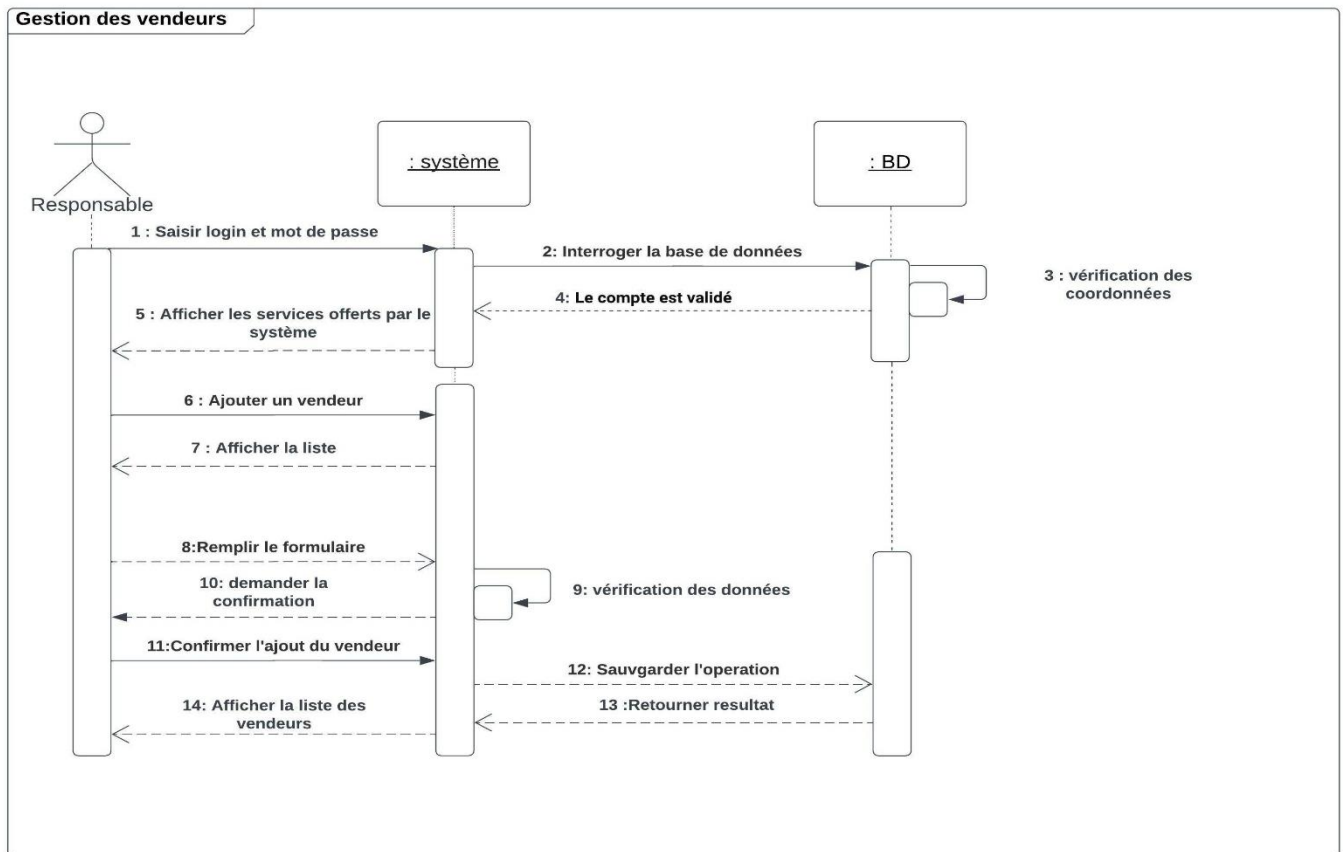 Gestion des vendeurs
: système
: BD
Responsable
1 : Saisir login et mot de passe
2: Interroger la base de données
3 : vérification des
coordonnées
4: Le compte est validé
5 : Afficher les services offerts par le
système
6 : Ajouter un vendeur
7 : Afficher la liste
8:Remplir le formulaire
9: vérification des données
10: demander la
confirmation
11:Confirmer l'ajout du vendeur
12: Sauvgarder l'operation
13 :Retourner resultat
14: Afficher la liste des
vendeurs